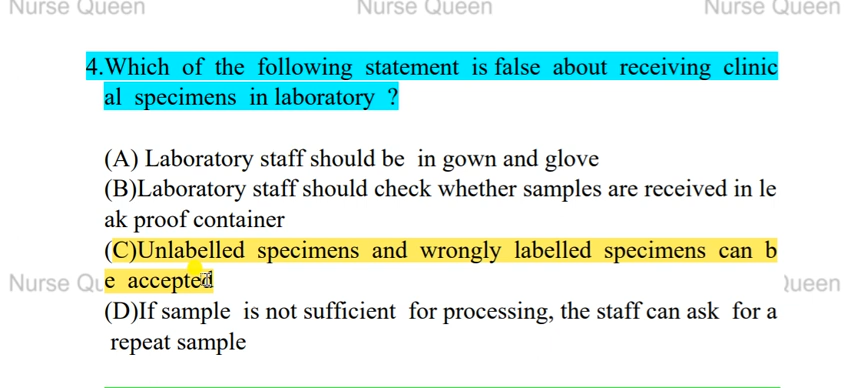 Nurse Queen Nurse Queen Nurse Queen
4.Which of the following statement is false about receiving clinic
al specimens in laboratory ?
(A) Laboratory staff should be in gown and glove
(B)Laboratory staff should check whether samples are received in le
ak proof container
(C)Unlabelled specimens and wrongly labelled specimens can b
Nurse Qu e accepted ueen
(D)If sample is not sufficient for processing, the staff can ask for a
repeat sample